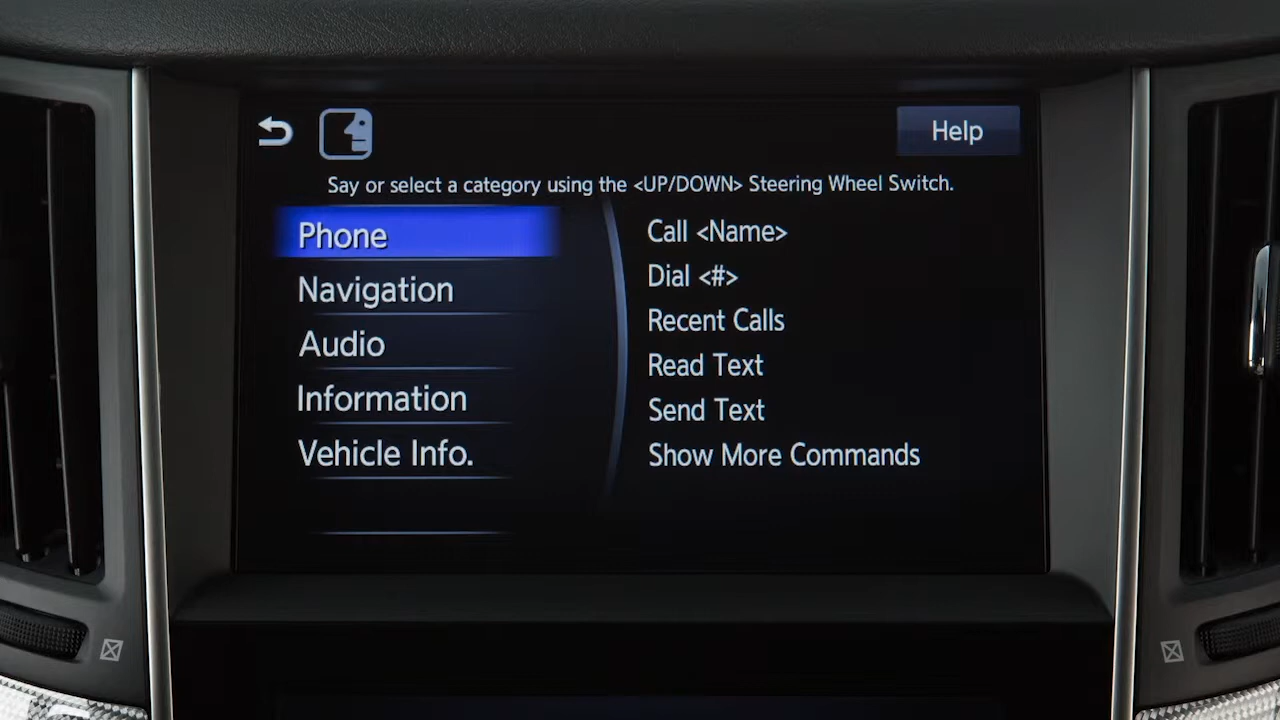 Help
Say or select a category using the <UP/DOWN> Steering Wheel Switch.
Phone
Navigation
Audio
Information
Vehicle Info.
Call <Name>
Dial <#>
Recent Calls
Read Text
Send Text
Show More Commands